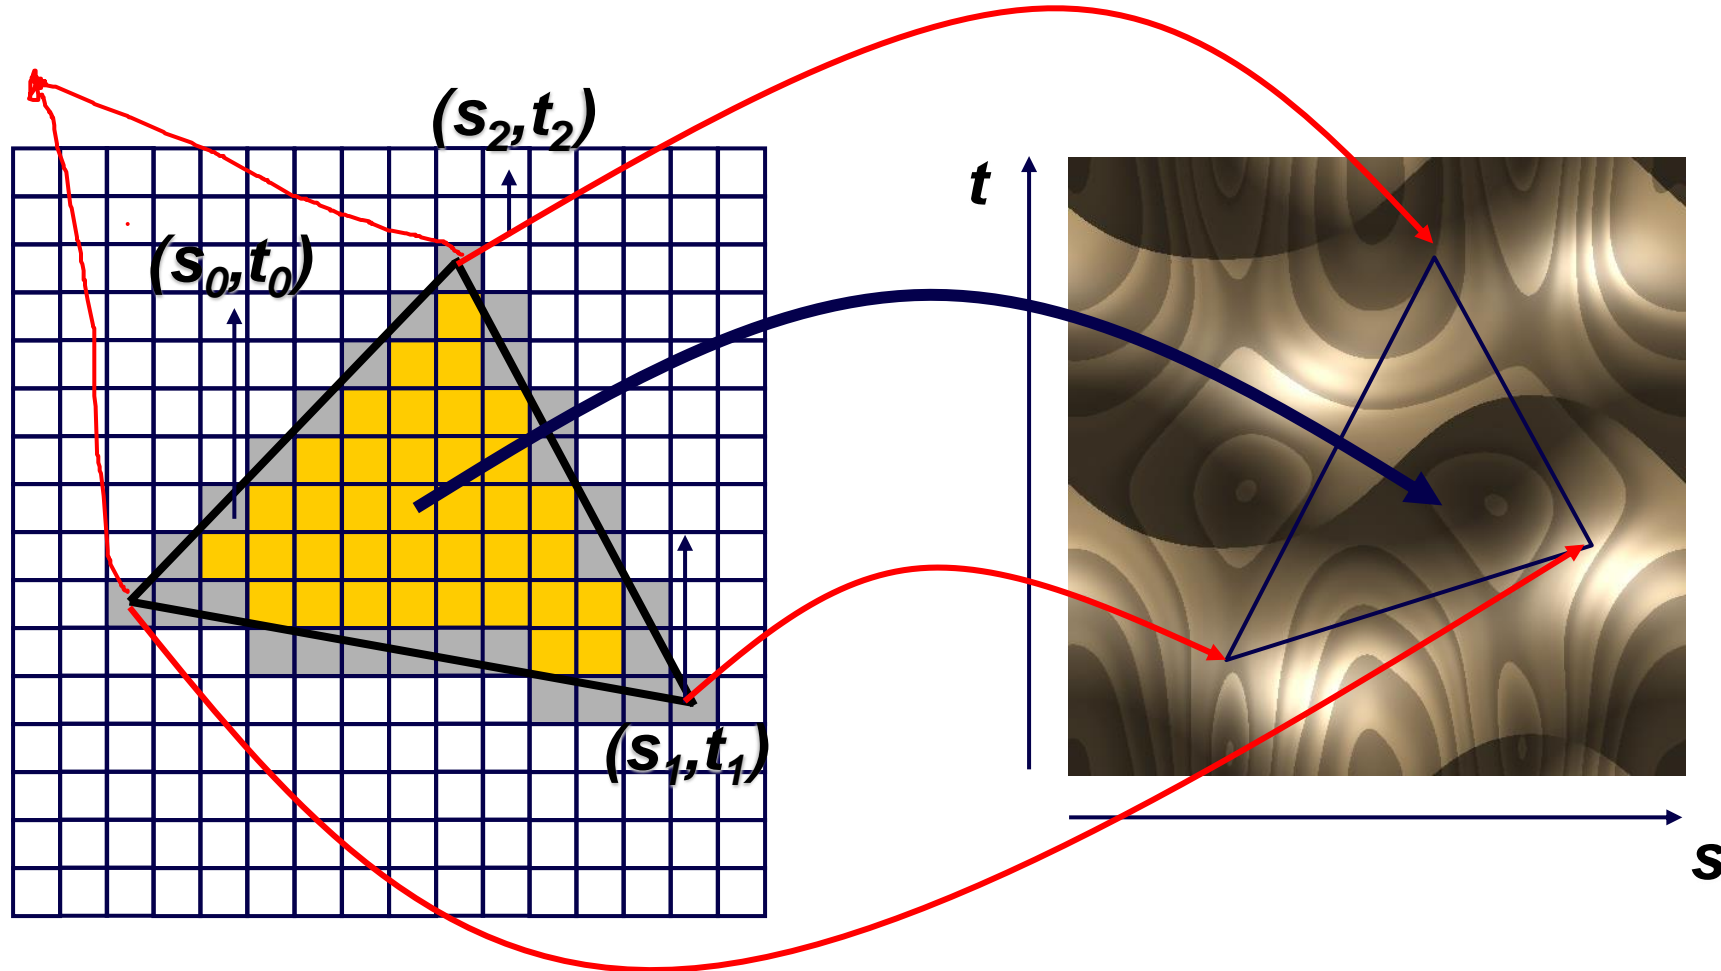 (s₂,t₂)
t
(s₀,t₀)
(s₁,t₁)
s